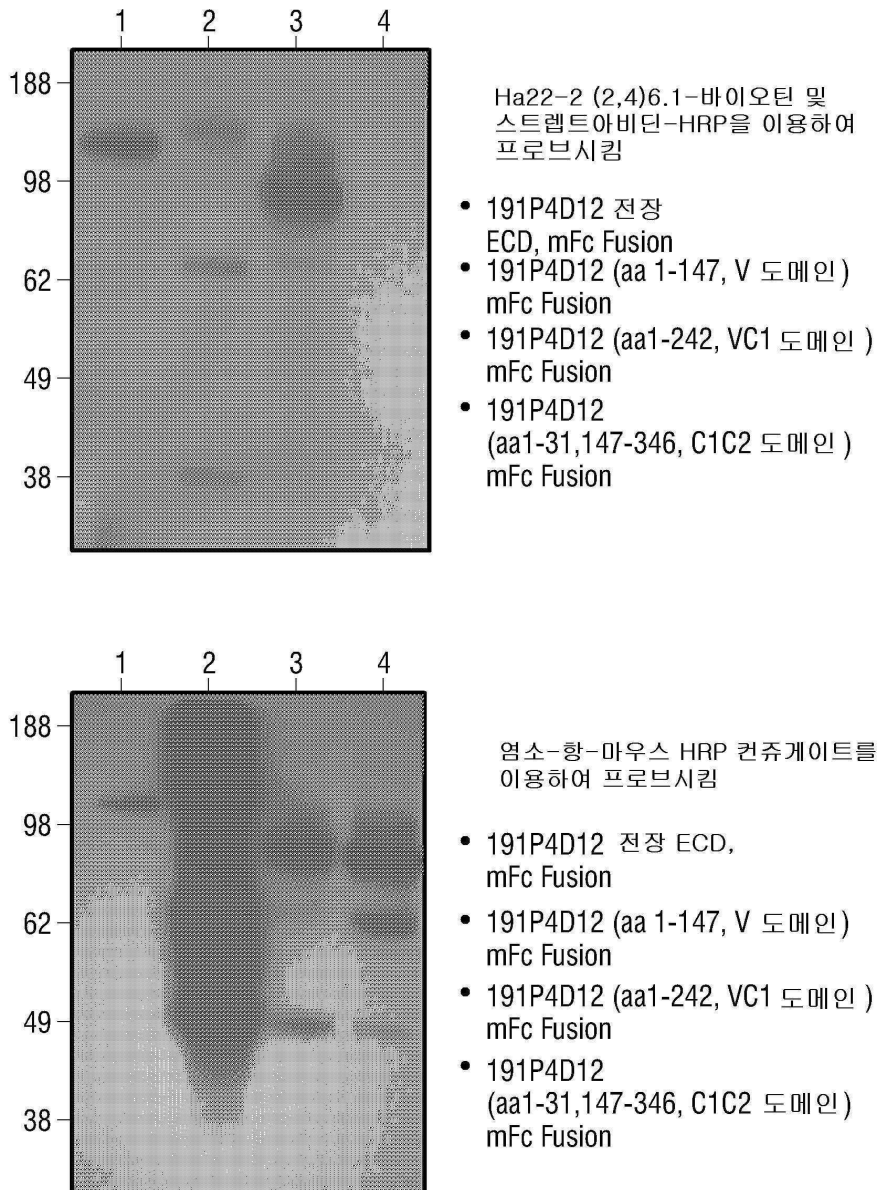 1 2 3 4
188
98
62
49
38
Ha22-2 (2,4)6.1-바이오틴 및
스트렙트아비딘-HRP을 이용하여
프로브시킴
• 191P4D12 전장
ECD, mFc Fusion
• 191P4D12 (aa 1-147, V 도메인)
mFc Fusion
• 191P4D12 (aa1-242, VC1 도메인 )
mFc Fusion
• 191P4D12
(aa1-31,147-346, C1C2 도메인 )
mFc Fusion
1 2 3 4
188
98
62
49
38
염소-항-마우스 HRP 컨쥬게이트를
이용하여 프로브시킴
• 191P4D12 전장 ECD,
mFc Fusion
• 191P4D12 (aa 1-147, V 도메인)
mFc Fusion
• 191P4D12 (aa1-242, VC1 도메인 )
mFc Fusion
• 191P4D12
(aa1-31,147-346, C1C2 도메인)
mFc Fusion